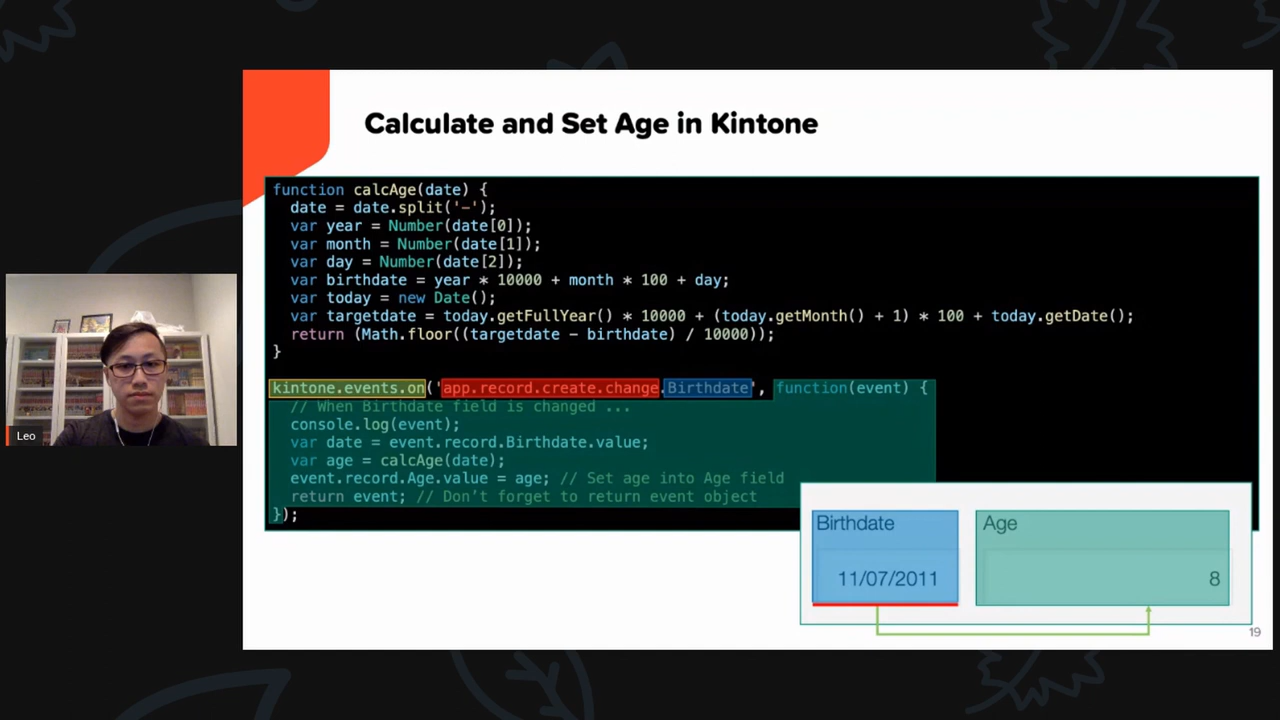 Calculate and Set Age in Kintone
function calcAge(date) {
date = date.split('-');
var year = Number(date[0]);
var month = Number(date[1]);
var day = Number(date[2]);
var birthdate = year * 10000 + month * 100 + day;
var today = new Date();
var targetdate = today.getFullYear() * 10000 + (today.getMonth() + 1) * 100 + today.getDate();
return (Math.floor((targetdate - birthdate) / 10000));
}
kintone.events.on('app.record.create.change.Birthdate', function(event) {
// When Birthdate field is changed ...
console.log(event);
var date = event.record.Birthdate.value;
var age = calcAge(date);
event.record.Age.value = age; // Set age into Age field
return event; // Don't forget to return event object
});
Birthdate
Age
11/07/2011
8
19
Leo